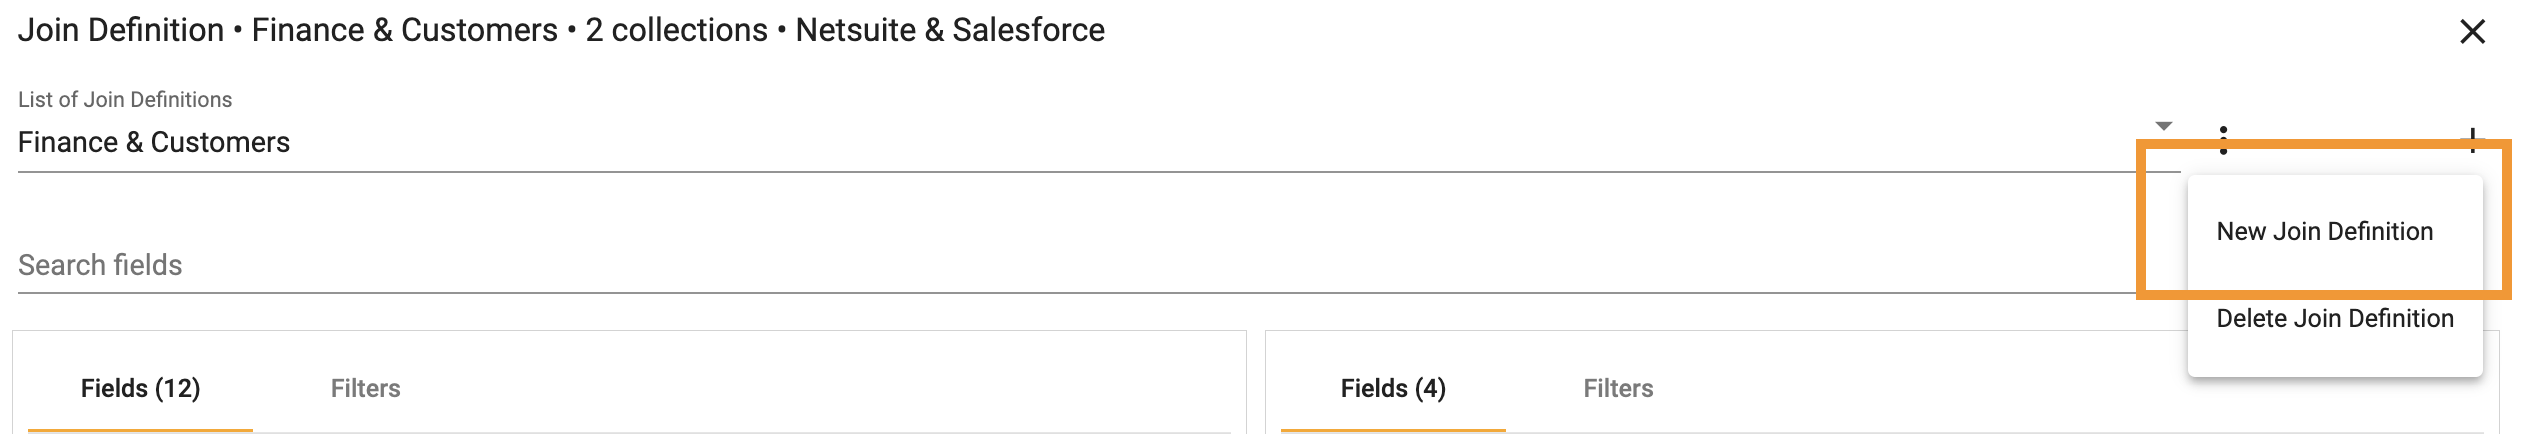 Join Definition • Finance & Customers • 2 collections • Netsuite & Salesforce
List of Join Definitions
Finance & Customers
New Join Definition
Search fields
Delete Join Definition
Fields (12) Filters
Fields (4) Filters